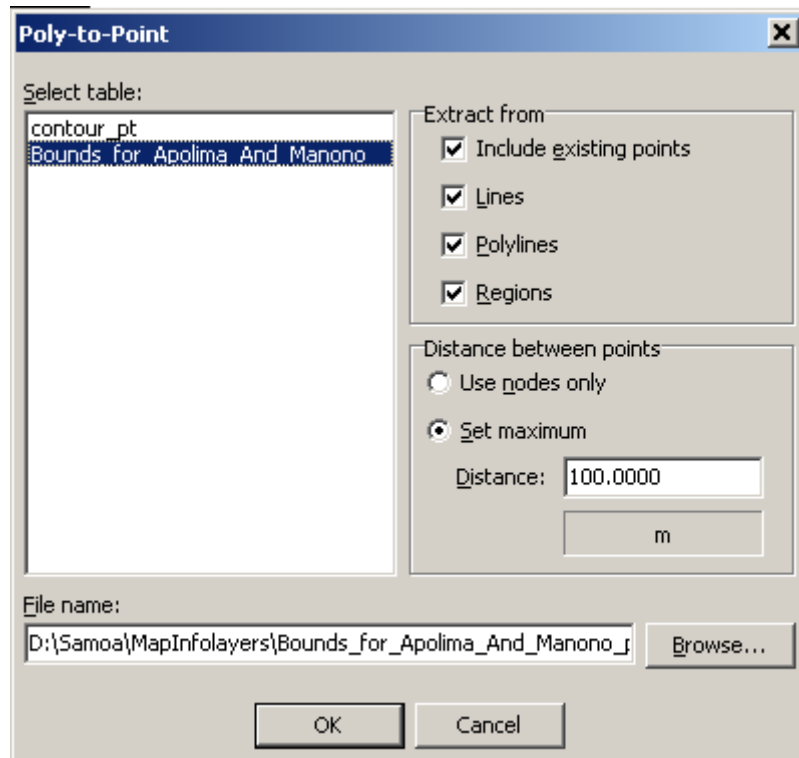 Poly-to-Point
Select table:
contour_pt
Bounds_for_Apolima_And_Manono
Extract from
Include existing points
Lines
Polylines
Regions
Distance between points
Use nodes only
Set maximum
Distance: 100.0000
m
File name:
D:\Samoa\MapInfolayers\Bounds_for_Apolima_And_Manono_p
Browse...
OK Cancel